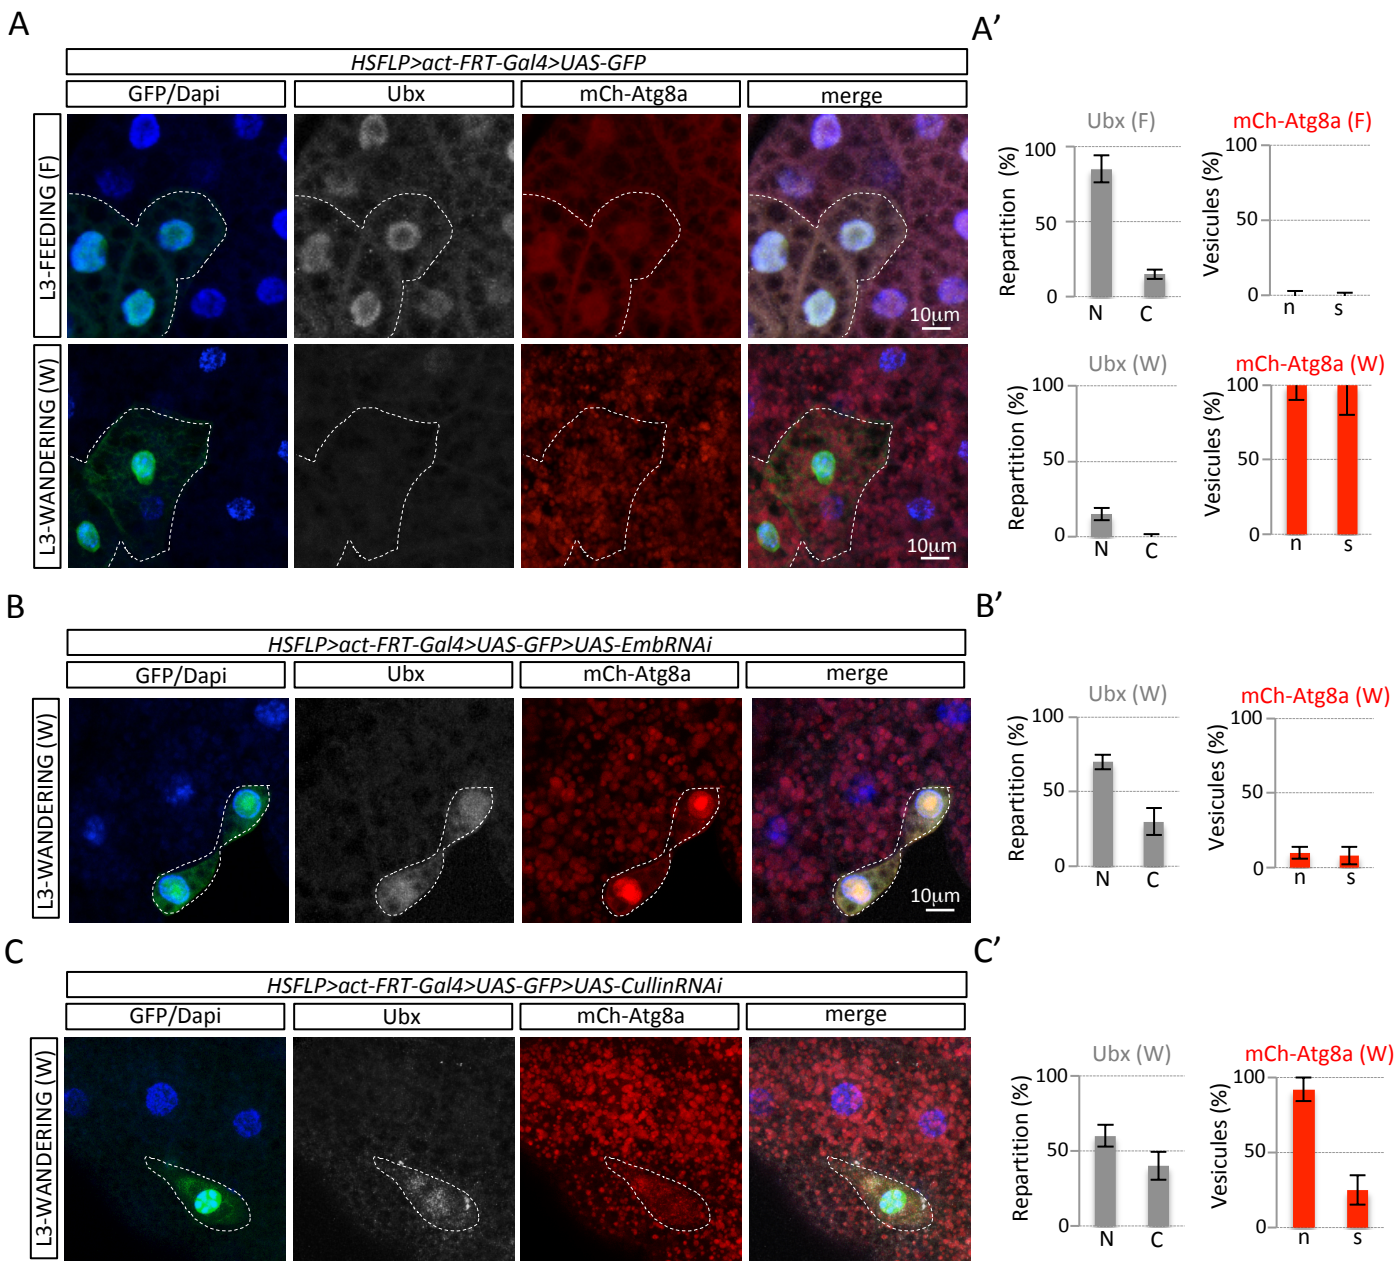 A
HSFLP>act-FRT-Gal4>UAS-GFP
GFP/Dapi Ubx mCh-Atg8a merge
L3-FEEDING (F)
10μm
L3-WANDERING (W)
10μm
A'
Ubx (F)
Repartition (%)
100
50
0
N C
mCh-Atg8a (F)
Vesicules (%)
100
50
0
n s
Ubx (W)
Repartition (%)
100
50
0
N C
mCh-Atg8a (W)
Vesicules (%)
100
50
0
n s
B
HSFLP>act-FRT-Gal4>UAS-GFP>UAS-EmbRNAi
GFP/Dapi Ubx mCh-Atg8a merge
L3-WANDERING (W)
10μm
B'
Ubx (W)
Repartition (%)
100
50
0
N C
mCh-Atg8a (W)
Vesicules (%)
100
50
0
n s
C
HSFLP>act-FRT-Gal4>UAS-GFP>UAS-CullinRNAi
GFP/Dapi Ubx mCh-Atg8a merge
L3-WANDERING (W)
C'
Ubx (W)
Repartition (%)
100
50
0
N C
mCh-Atg8a (W)
Vesicules (%)
100
50
0
n s